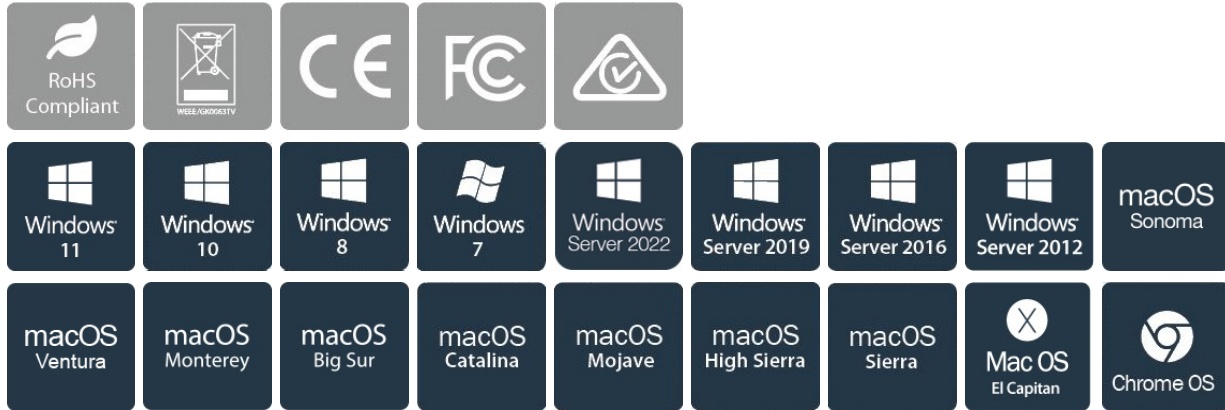 RoHS
Compliant
WEEE/GK0063TV
CE
FC
Windows
11
Windows
10
Windows
8
Windows
7
Windows
Server 2022
Windows
Server 2019
Windows
Server 2016
Windows
Server 2012
macOS
Sonoma
macOS
Ventura
macOS
Monterey
macOS
Big Sur
macOS
Catalina
macOS
Mojave
macOS
High Sierra
macOS
Sierra
X
Mac OS
El Capitan
Chrome OS